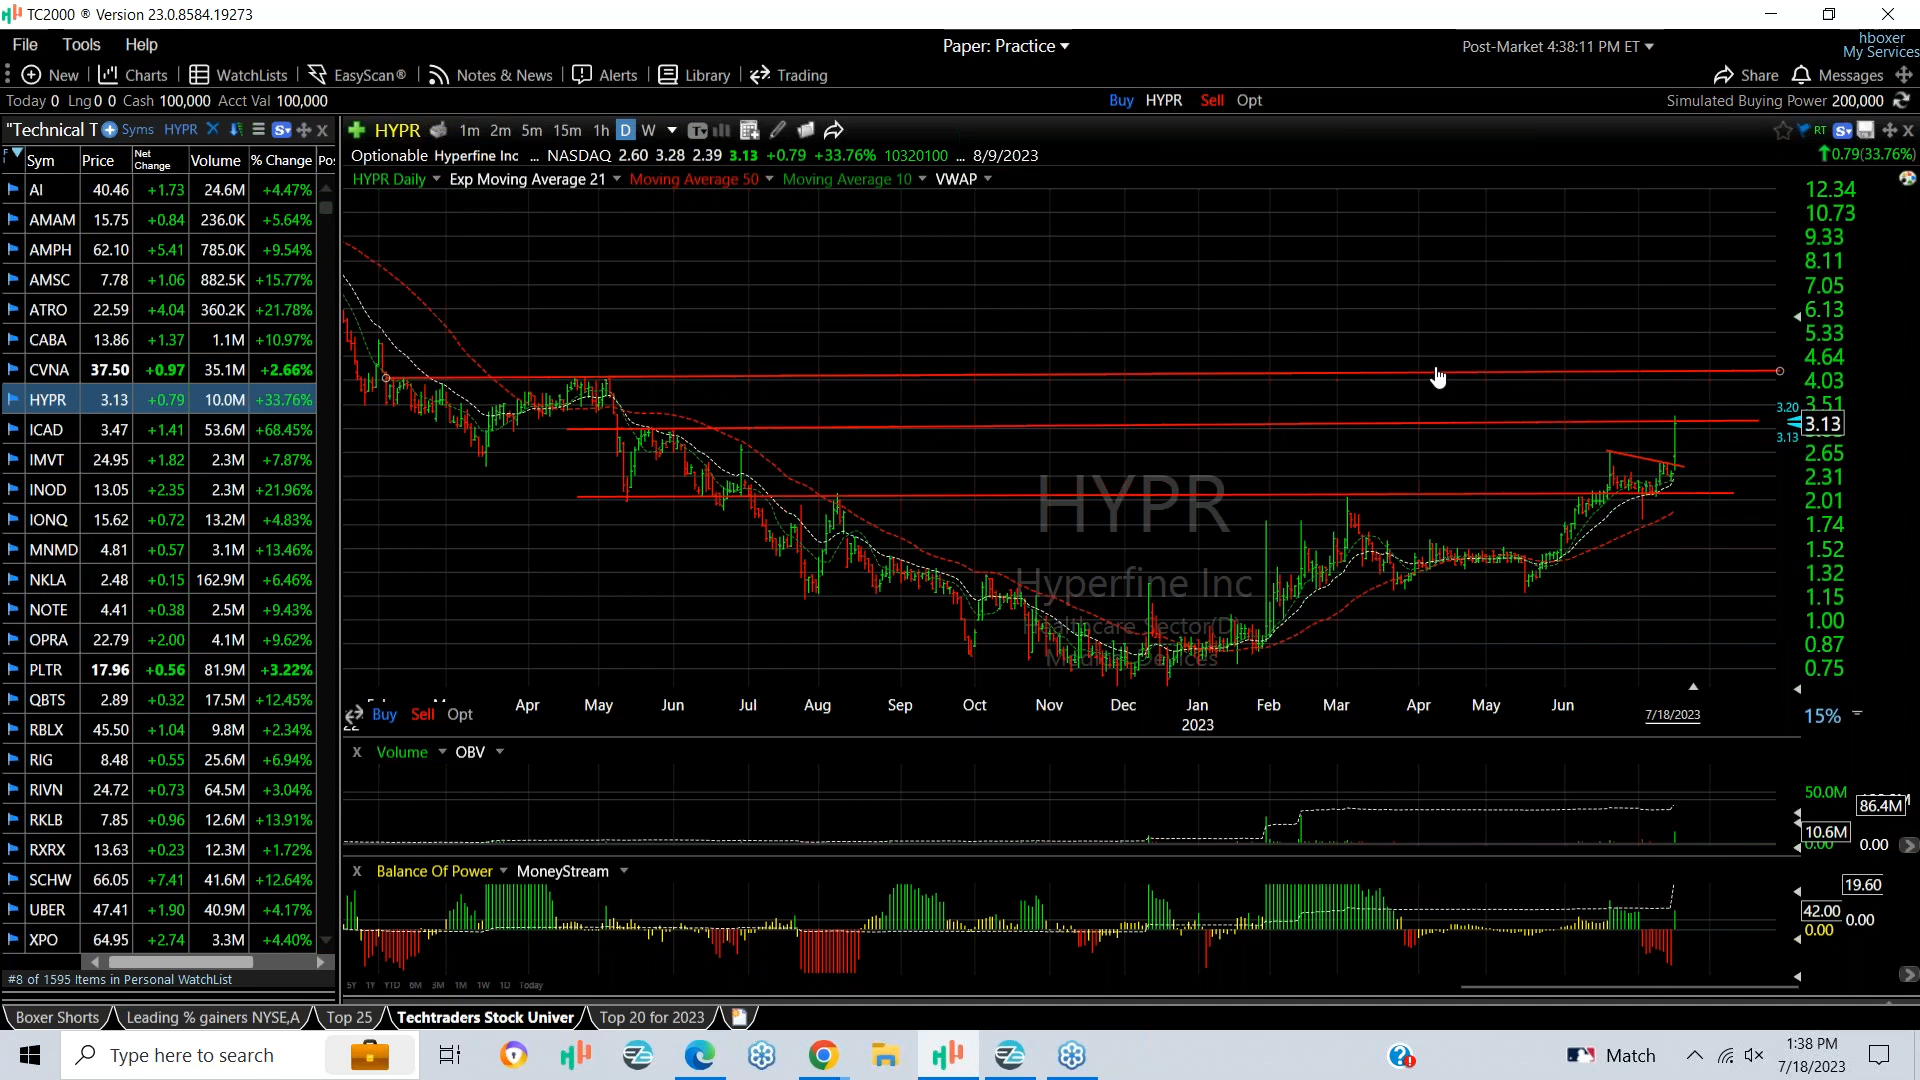 TC2000 ® Version 23.0.8584.19273
File Tools Help
Paper: Practice
Post-Market 4:38:11 PM ET
hboxer
My Services
New Charts WatchLists EasyScan® Notes & News Alerts Library Trading
Share Messages
Today 0 Lng 0 0 Cash 100,000 Acct Val 100,000
Buy HYPR Sell Opt
Simulated Buying Power 200,000
"Technical T Syms HYPR
HYPR 1m 2m 5m 15m 1h D W
RT
Sym Price Net Change Volume % Change Pos
Optionable Hyperfine Inc ... NASDAQ 2.60 3.28 2.39 3.13 +0.79 +33.76% 10320100 ... 8/9/2023
0.79(33.76%)
HYPR Daily Exp Moving Average 21 Moving Average 50 Moving Average 10 VWAP
AI 40.46 +1.73 24.6M +4.47%
AMAM 15.75 +0.84 236.0K +5.64%
AMPH 62.10 +5.41 785.0K +9.54%
AMSC 7.78 +1.06 882.5K +15.77%
ATRO 22.59 +4.04 360.2K +21.78%
CABA 13.86 +1.37 1.1M +10.97%
CVNA 37.50 +0.97 35.1M +2.66%
HYPR 3.13 +0.79 10.0M +33.76%
ICAD 3.47 +1.41 53.6M +68.45%
IMVT 24.95 +1.82 2.3M +7.87%
INOD 13.05 +2.35 2.3M +21.96%
IONQ 15.62 +0.72 13.2M +4.83%
MNMD 4.81 +0.57 3.1M +13.46%
NKLA 2.48 +0.15 162.9M +6.46%
NOTE 4.41 +0.38 2.5M +9.43%
OPRA 22.79 +2.00 4.1M +9.62%
PLTR 17.96 +0.56 81.9M +3.22%
QBTS 2.89 +0.32 17.5M +12.45%
RBLX 45.50 +1.04 9.8M +2.34%
RIG 8.48 +0.55 25.6M +6.94%
RIVN 24.72 +0.73 64.5M +3.04%
RKLB 7.85 +0.96 12.6M +13.91%
RXRX 13.63 +0.23 12.3M +1.72%
SCHW 66.05 +7.41 41.6M +12.64%
UBER 47.41 +1.90 40.9M +4.17%
XPO 64.95 +2.74 3.3M +4.40%
#8 of 1595 Items in Personal WatchList
12.34
10.73
9.33
8.11
7.05
6.13
5.33
4.64
4.03
3.51
3.20
3.13
3.13
2.65
2.31
2.01
1.74
1.52
1.32
1.15
1.00
0.87
0.75
15%
HYPR
Hyperfine Inc
Healthcare Sector(D)
Apr May Jun Jul Aug Sep Oct Nov Dec Jan Feb Mar Apr May Jun
22 2023 7/18/2023
Buy Sell Opt
X Volume OBV
50.0M
86.4M
10.6M
0.00
X Balance Of Power MoneyStream
19.60
42.00
0.00
0.00
5Y 1Y YTD 6M 3M 1M 1W 1D Today
Boxer Shorts Leading % gainers NYSE,A Top 25 Techtraders Stock Univer Top 20 for 2023
Type here to search
Match
1:38 PM
7/18/2023